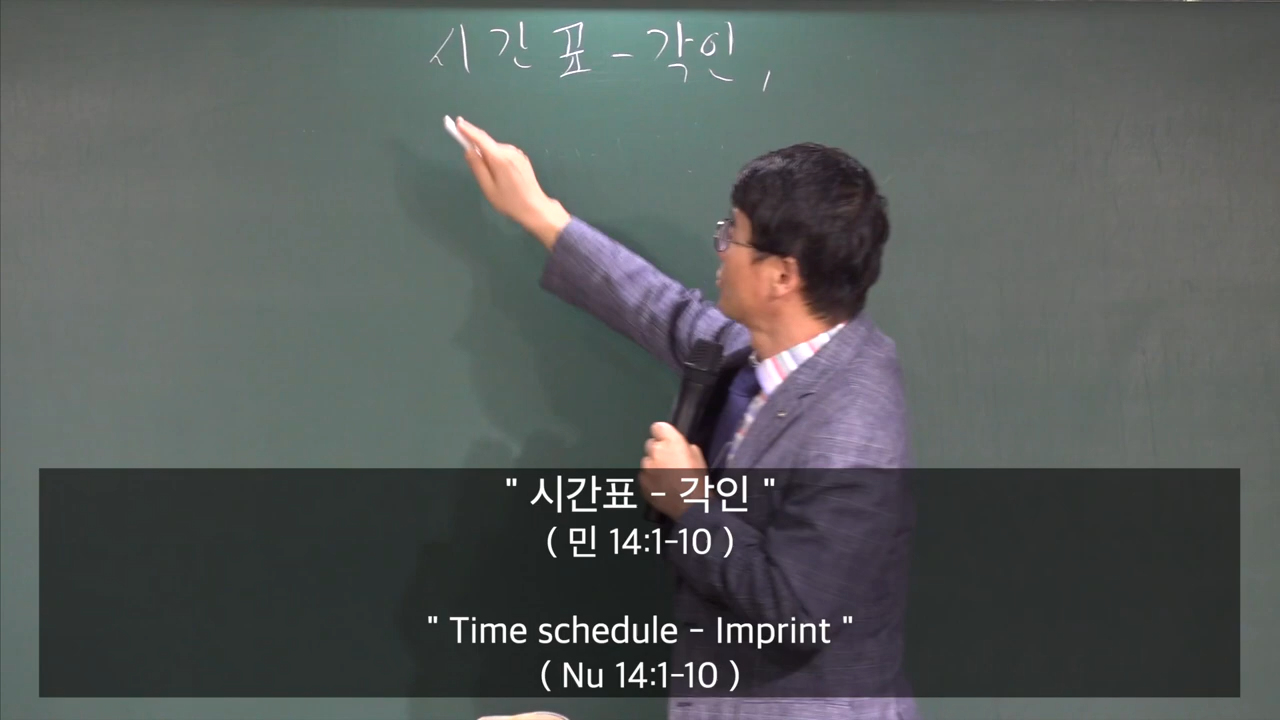 시간표 - 각인,
" 시간표 - 각인 "
( 민 14:1-10 )
" Time schedule - Imprint "
( Nu 14:1-10 )